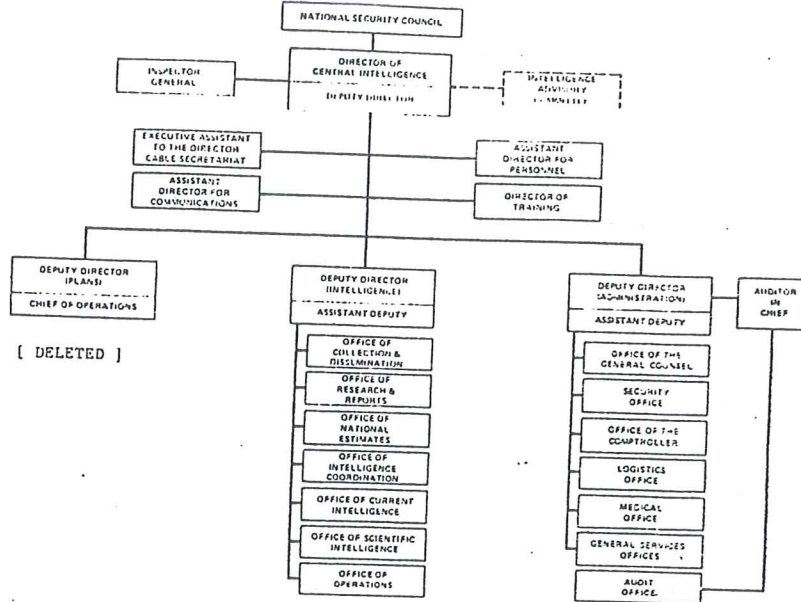 NATIONAL SECURITY COUNCIL
DIRECTOR OF
CENTRAL INTELLIGENCE
DEPUTY DIRECTOR
INSPECTOR
GENERAL
INTELLIGENCE
ADVISORY
COMMITTEE
EXECUTIVE ASSISTANT
TO THE DIRECTOR
CABLE SECRETARIAT
ASSISTANT
DIRECTOR FOR
PERSONNEL
ASSISTANT
DIRECTOR FOR
COMMUNICATIONS
DIRECTOR OF
TRAINING
DEPUTY DIRECTOR
(PLANS)
CHIEF OF OPERATIONS
[ DELETED ]
DEPUTY DIRECTOR
(INTELLIGENCE)
ASSISTANT DEPUTY
OFFICE OF
COLLECTION &
DISSEMINATION
OFFICE OF
RESEARCH &
REPORTS
OFFICE OF
NATIONAL
ESTIMATES
OFFICE OF
INTELLIGENCE
COORDINATION
OFFICE OF CURRENT
INTELLIGENCE
OFFICE OF SCIENTIFIC
INTELLIGENCE
OFFICE OF
OPERATIONS
DEPUTY DIRECTOR
(ADMINISTRATION)
ASSISTANT DEPUTY
AUDITOR
IN
CHIEF
OFFICE OF THE
GENERAL COUNSEL
SECURITY
OFFICE
OFFICE OF THE
COMPTROLLER
LOGISTICS
OFFICE
MEDICAL
OFFICE
GENERAL SERVICES
OFFICES
AUDIT
OFFICE